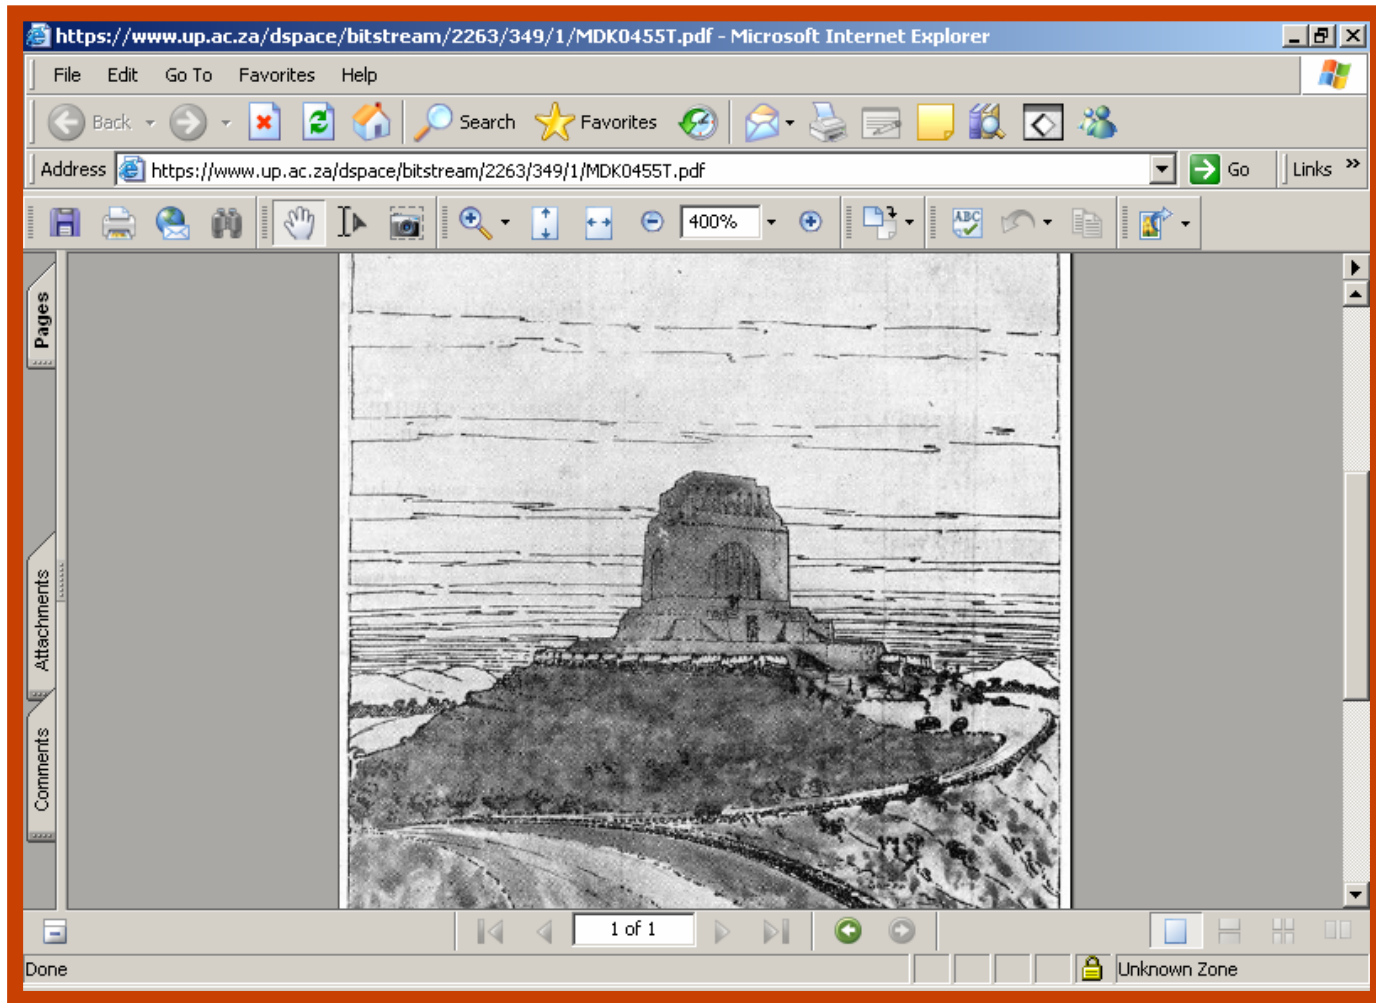 https://www.up.ac.za/dspace/bitstream/2263/349/1/MDK0455T.pdf - Microsoft Internet Explorer
File Edit Go To Favorites Help
Back Search Favorites
Address https://www.up.ac.za/dspace/bitstream/2263/349/1/MDK0455T.pdf Go Links »
400% ABC
Pages
Attachments
Comments
1 of 1
Done Unknown Zone